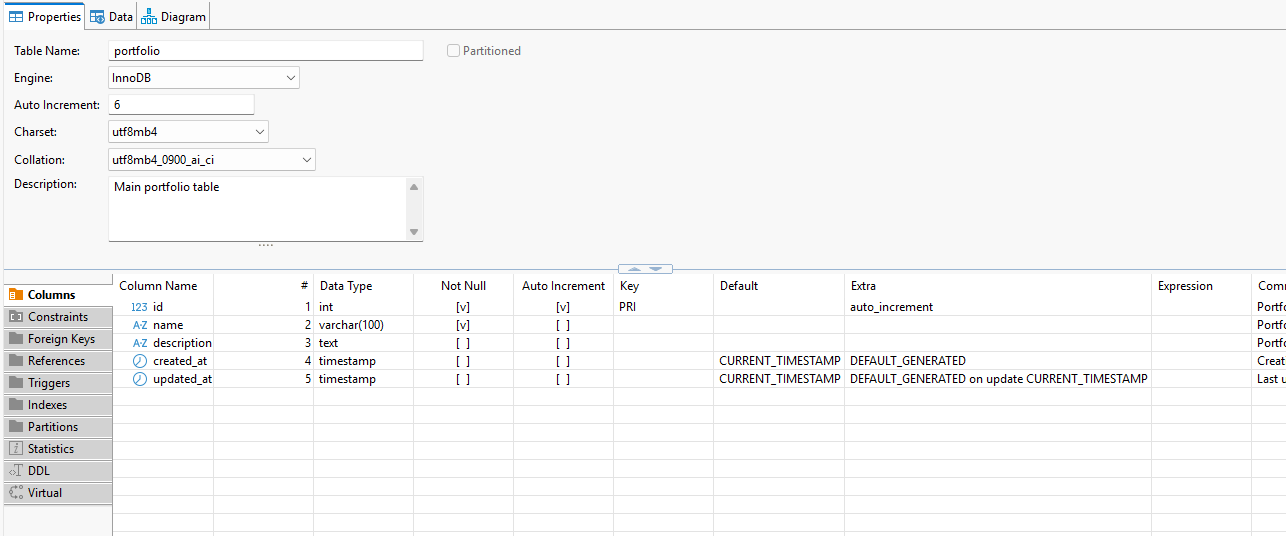 Properties Data Diagram
Table Name: portfolio Partitioned
Engine: InnoDB
Auto Increment: 6
Charset: utf8mb4
Collation: utf8mb4_0900_ai_ci
Description: Main portfolio table
Columns
Constraints
Foreign Keys
References
Triggers
Indexes
Partitions
Statistics
DDL
Virtual
Column Name # Data Type Not Null Auto Increment Key Default Extra Expression Comm
123 id 1 int [v] [v] PRI auto_increment Portfo
A-Z name 2 varchar(100) [v] [ ] Portfo
A-Z description 3 text [ ] [ ] Portfo
created_at 4 timestamp [ ] [ ] CURRENT_TIMESTAMP DEFAULT_GENERATED Creat
updated_at 5 timestamp [ ] [ ] CURRENT_TIMESTAMP DEFAULT_GENERATED on update CURRENT_TIMESTAMP Last u